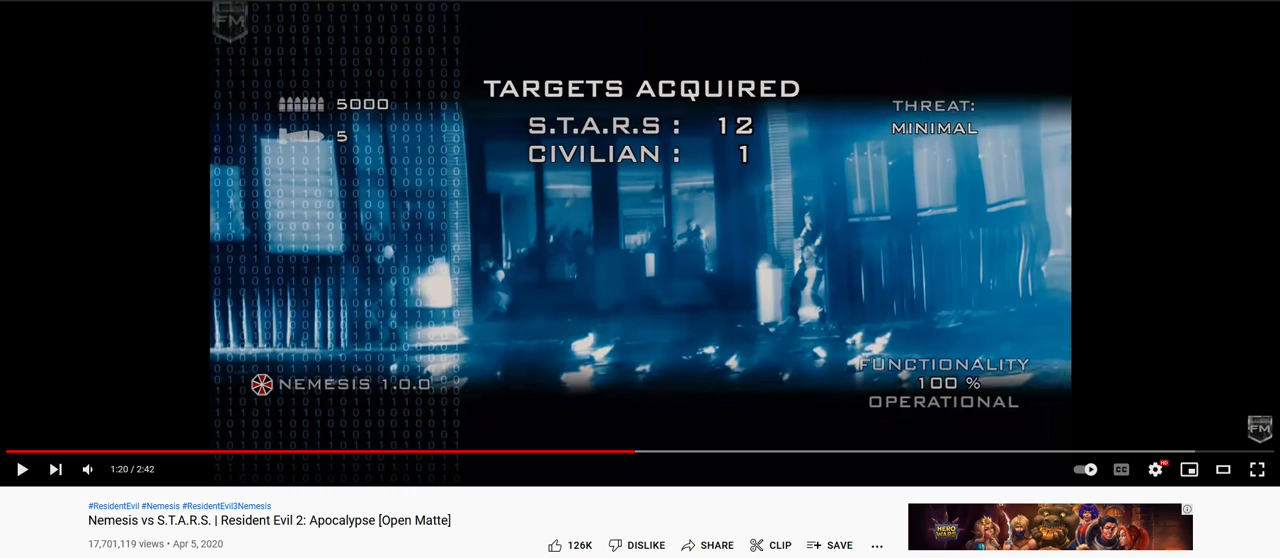 FM
TARGETS ACQUIRED
5000
THREAT:
S.T.A.R.S : 12
MINIMAL
5
CIVILIAN : 1
FUNCTIONALITY
NEMESIS 1.0.0
100 %
OPERATIONAL
FM
1:20 / 2:42
CC
HD
#ResidentEvil #Nemesis #ResidentEvil3Nemesis
Nemesis vs S.T.A.R.S. | Resident Evil 2: Apocalypse [Open Matte]
17,701,119 views • Apr 5, 2020
126K DISLIKE SHARE CLIP SAVE ...
HERO WARS